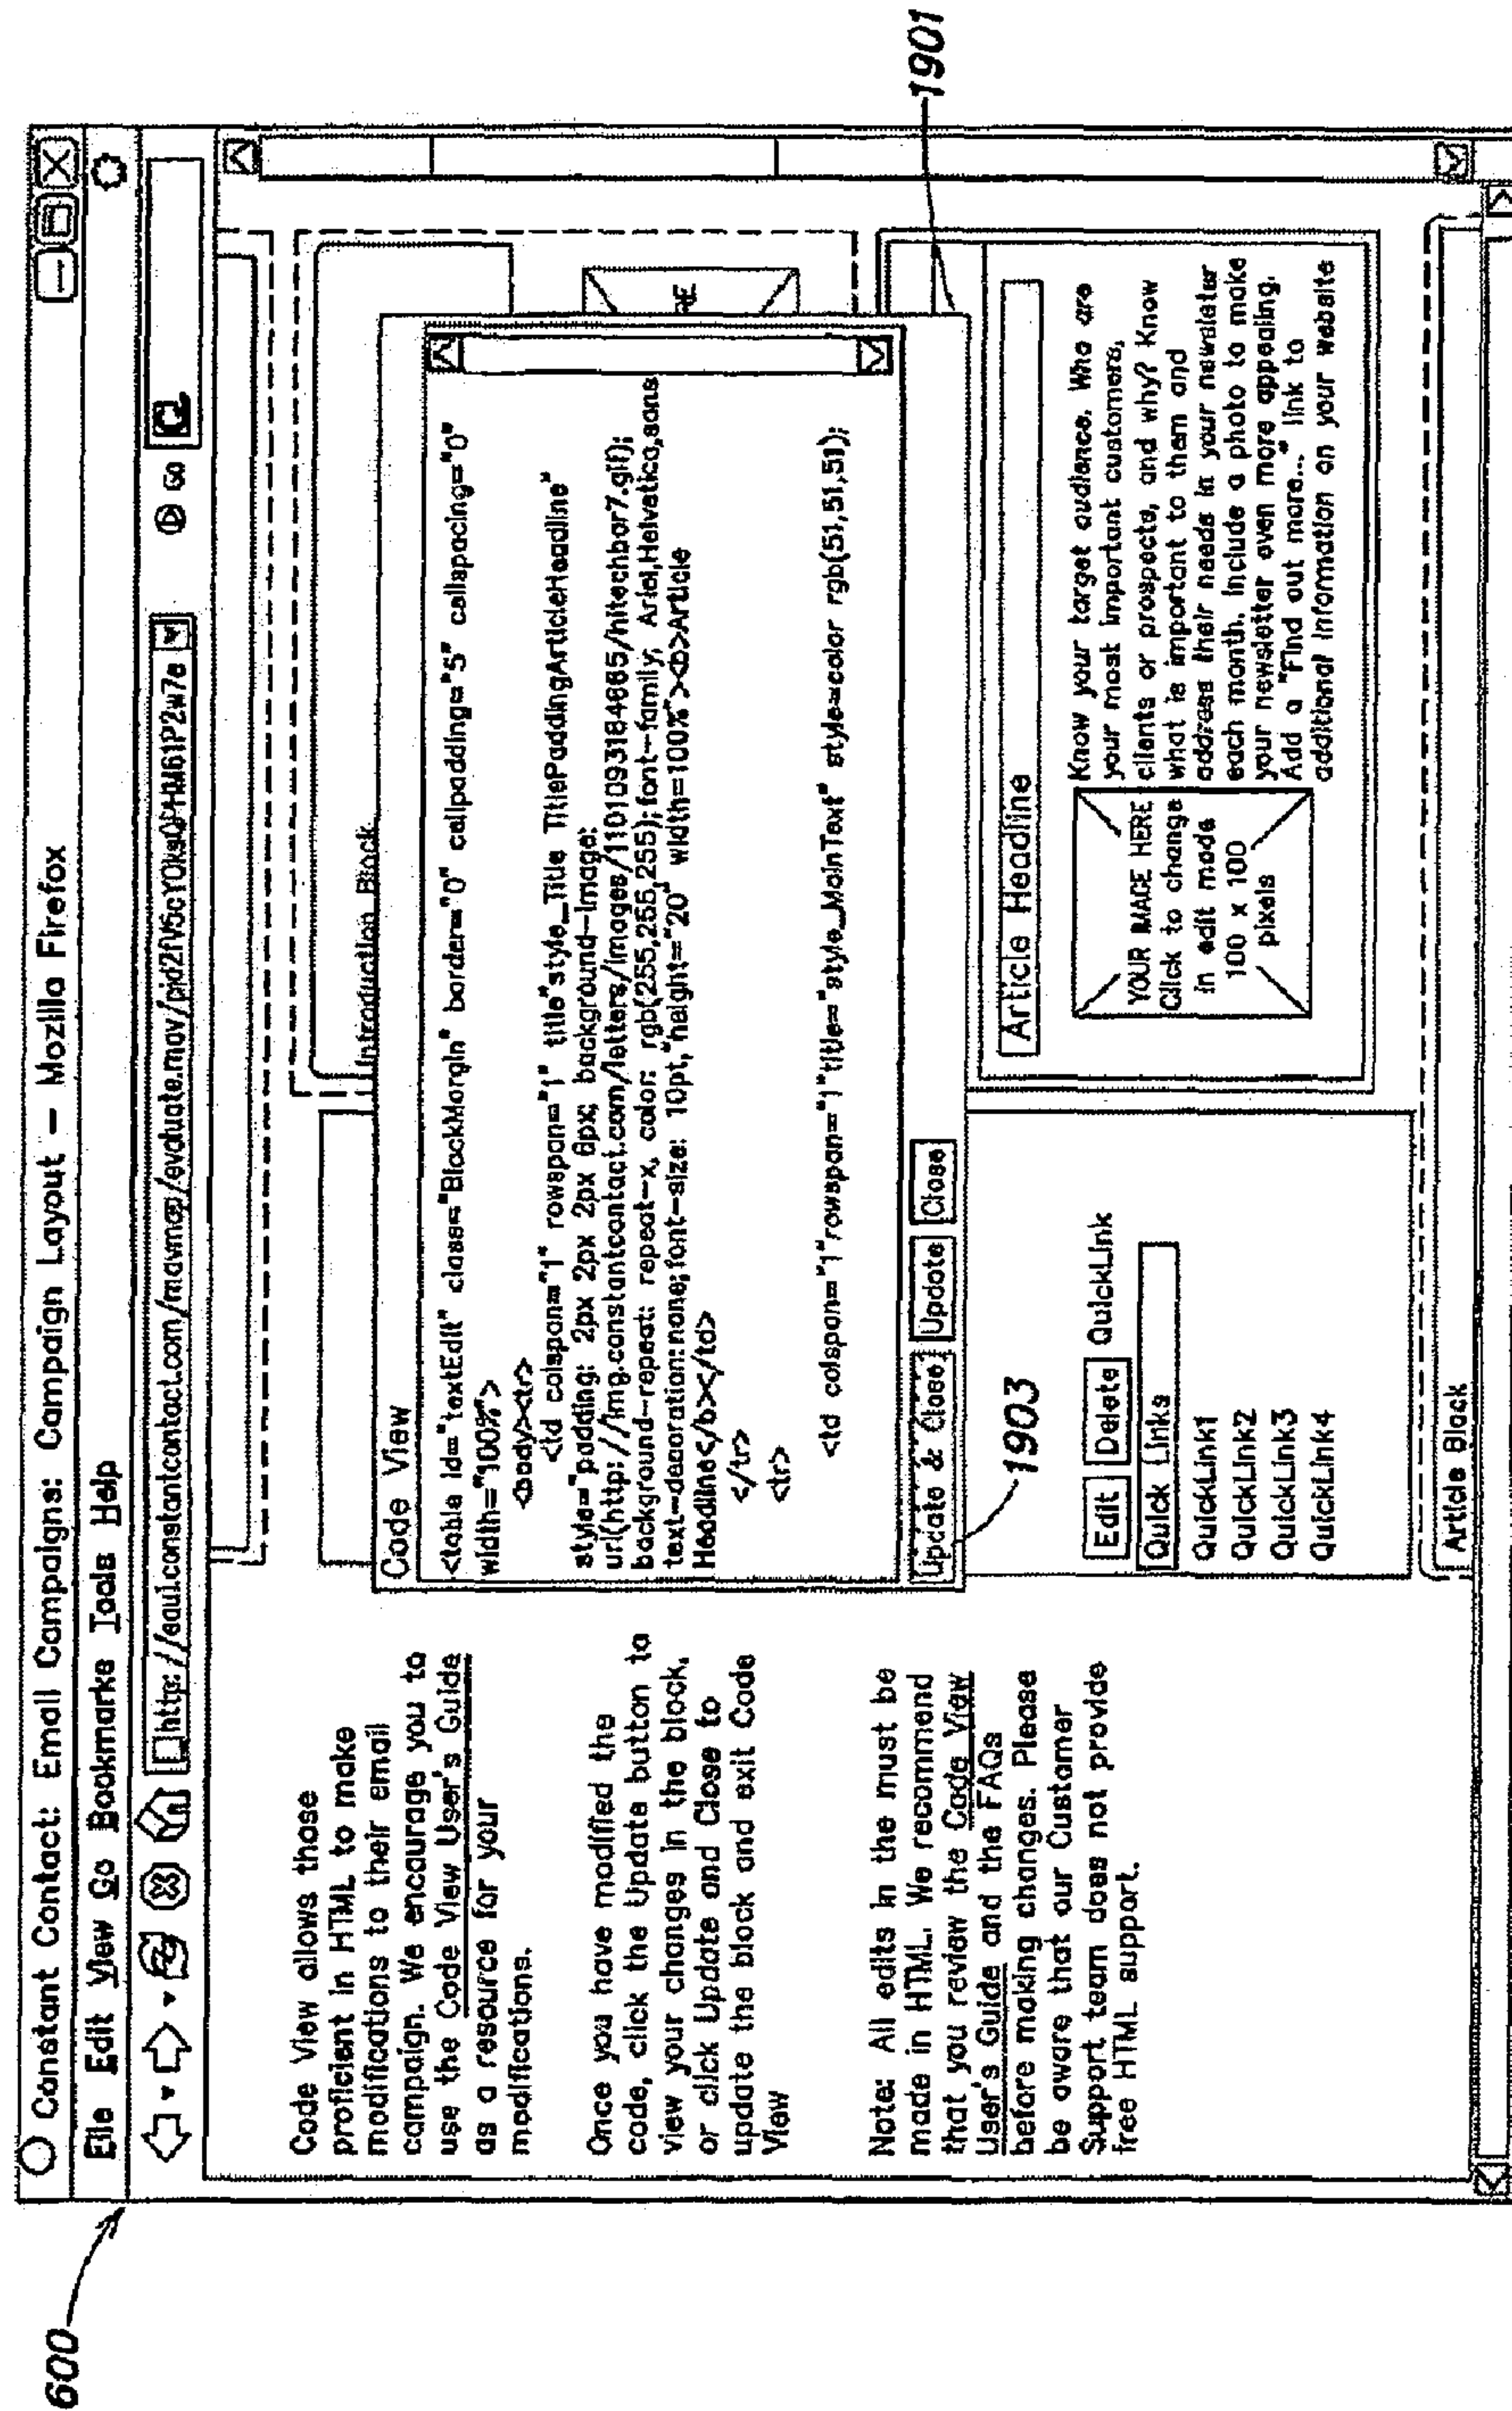 600
Constant Contact: Email Campaigns: Campaign Layout – Mozilla Firefox
File Edit View Go Bookmarks Tools Help
GO
Code View allows those
proficient in HTML to make
modifications to their email
campaign. We encourage you to
use the Code View User's Guide
as a resource for your
modifications.
Once you have modified the
code, click the Update button to
view your changes in the block,
or click Update and Close to
update the block and exit Code
View
Note: All edits in the must be
made in HTML. We recommend
that you review the Code View
User's Guide and the FAQs
before making changes. Please
be aware that our Customer
Support team does not provide
free HTML support.
Introduction Block
Code View
<table id="textEdit" class="BlockMargin" border="0" cellpadding="5" cellspacing="0"
width="100%">
<body><tr>
<td colspan="1" rowspan="1" title"style_Title TitlePaddingArticleHeadline"
style="padding: 2px 2px 2px 8px; background-image:
url(http://img.constantcontact.com/letters/images/1101093184665/hitechbar7.gif);
background-repeat: repeat-x, color: rgb(255,255,255);font-family; Ariel,Helvetica,sans
text-decoration:none;font-size: 10pt,"height="20" width=100%"><b>Article
Headline</b></td>
</tr>
<tr>
<td colspan="1"rowspan="1"title="style_MainText" style=color rgb(51,51,51);
Update & Close Update Close
1901
1903
Edit Delete QuickLink
Quick Links
QuickLink1
QuickLink2
QuickLink3
QuickLink4
Article Headline
YOUR MAGE HERE
Click to change
in edit mode
100 x 100
pixels
Know your target audience. Who are
your most important customers,
clients or prospects, and why? Know
what is important to them and
address their needs in your newsletter
each month. Include a photo to make
your newsletter even more appealing.
Add a "Find out more..." link to
additional information on your website
Article Block